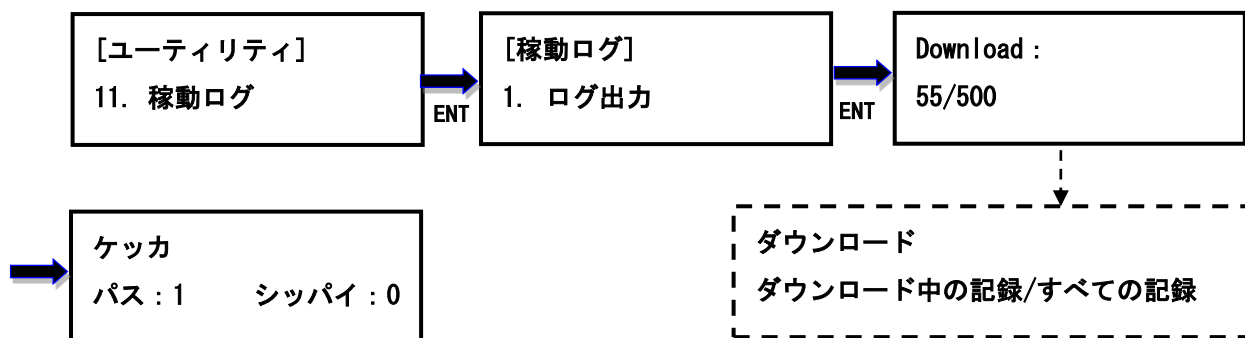 [ユーティリティ]
11. 稼動ログ
ENT
[稼動ログ]
1. ログ出力
ENT
Download：
55/500
ダウンロード
ダウンロード中の記録/すべての記録
ケッカ
パス：1 シッパイ：0